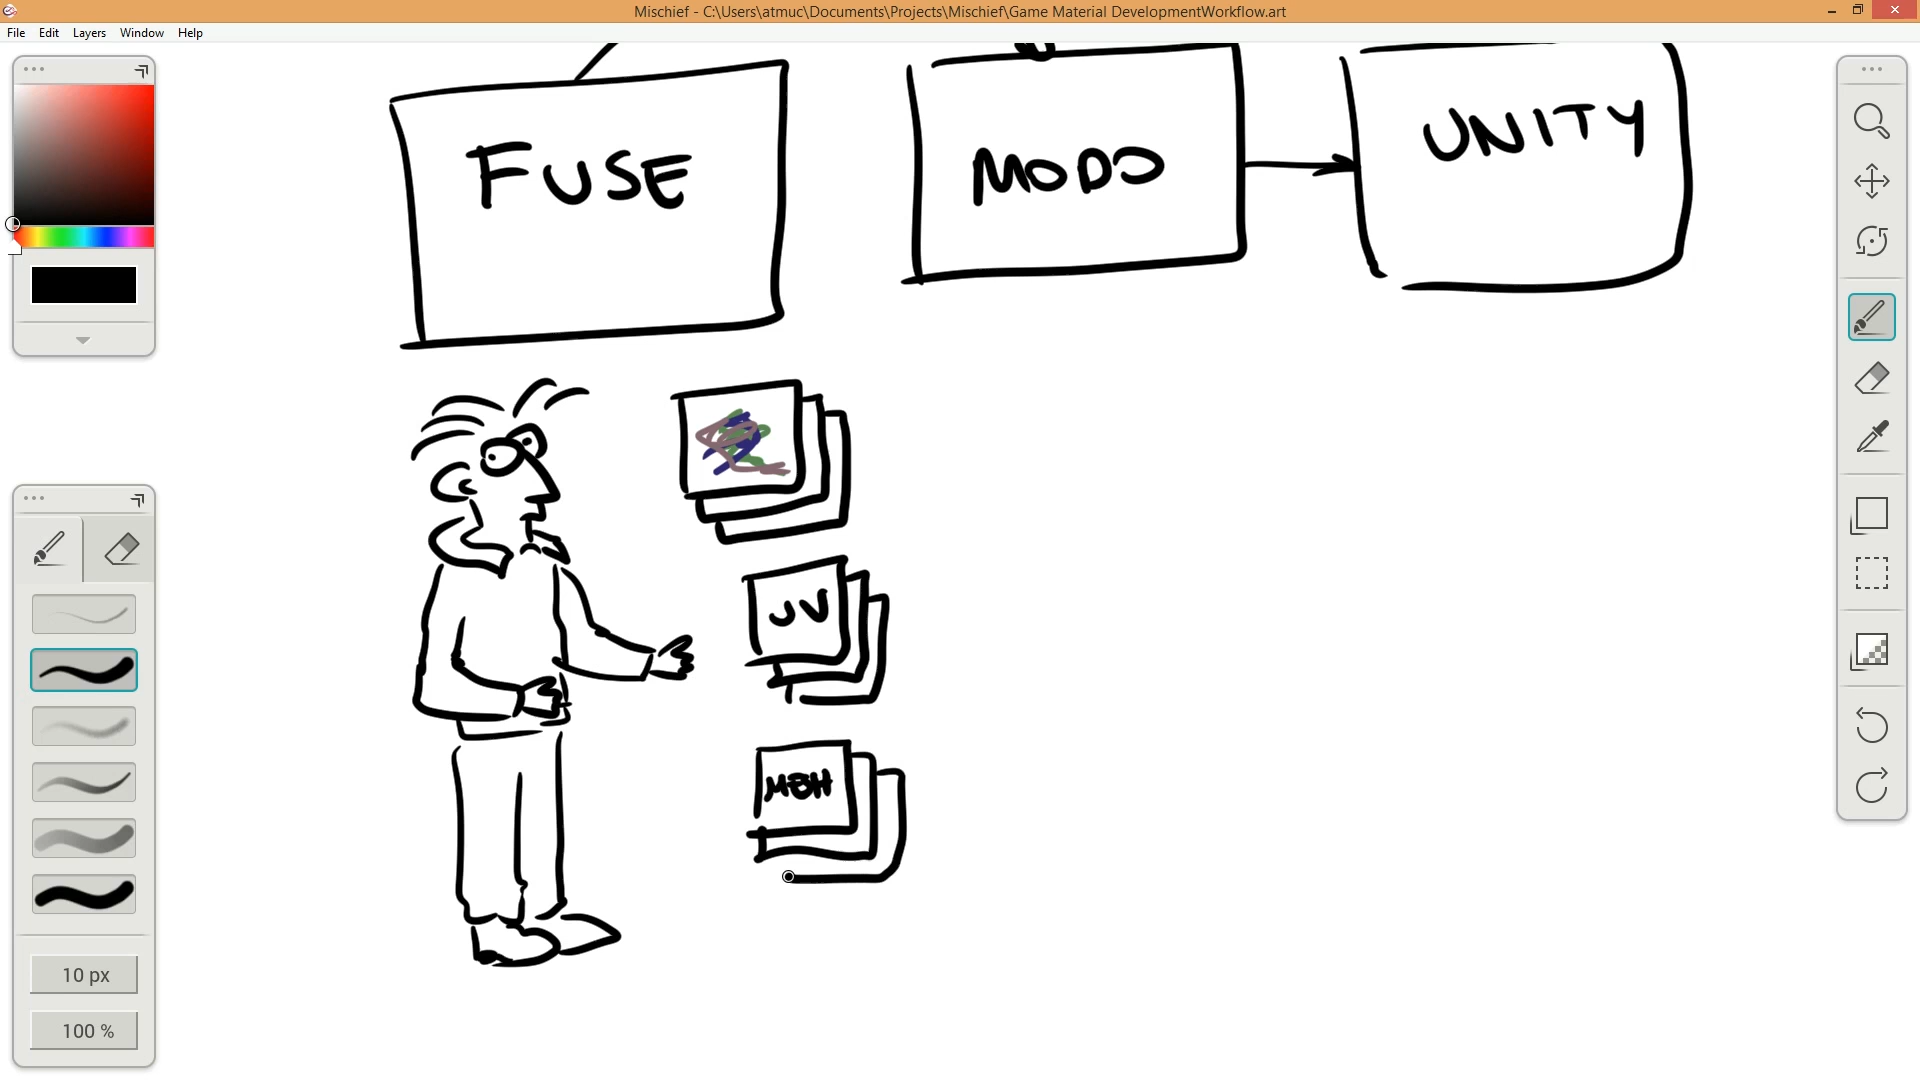 Mischief - C:\Users\atmuc\Documents\Projects\Mischief\Game Material DevelopmentWorkflow.art
File Edit Layers Window Help
FUSE
MODO
UNITY
UV
MSH
10 px
100 %